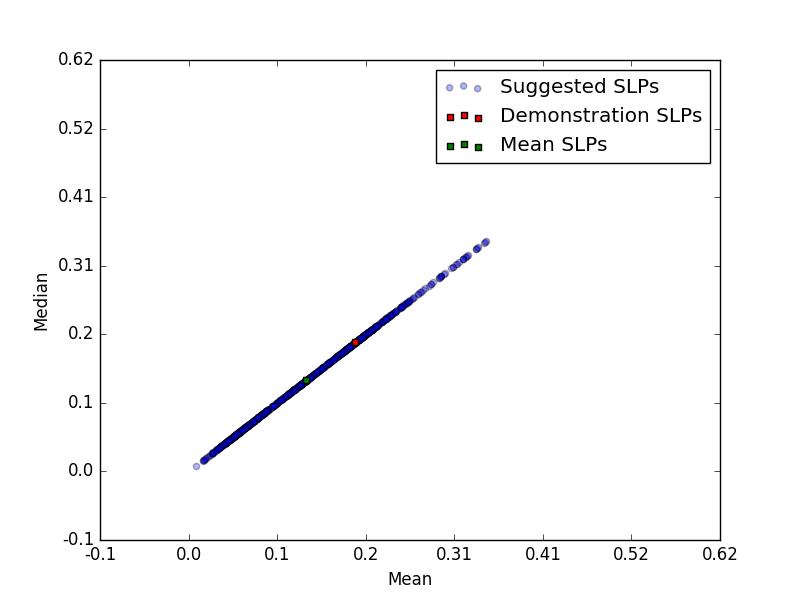 0.62
Suggested SLPs
Demonstration SLPs
Mean SLPs
0.52
0.41
0.31
0.2
0.1
0.0
-0.1
Median
-0.1 0.0 0.1 0.2 0.31 0.41 0.52 0.62
Mean